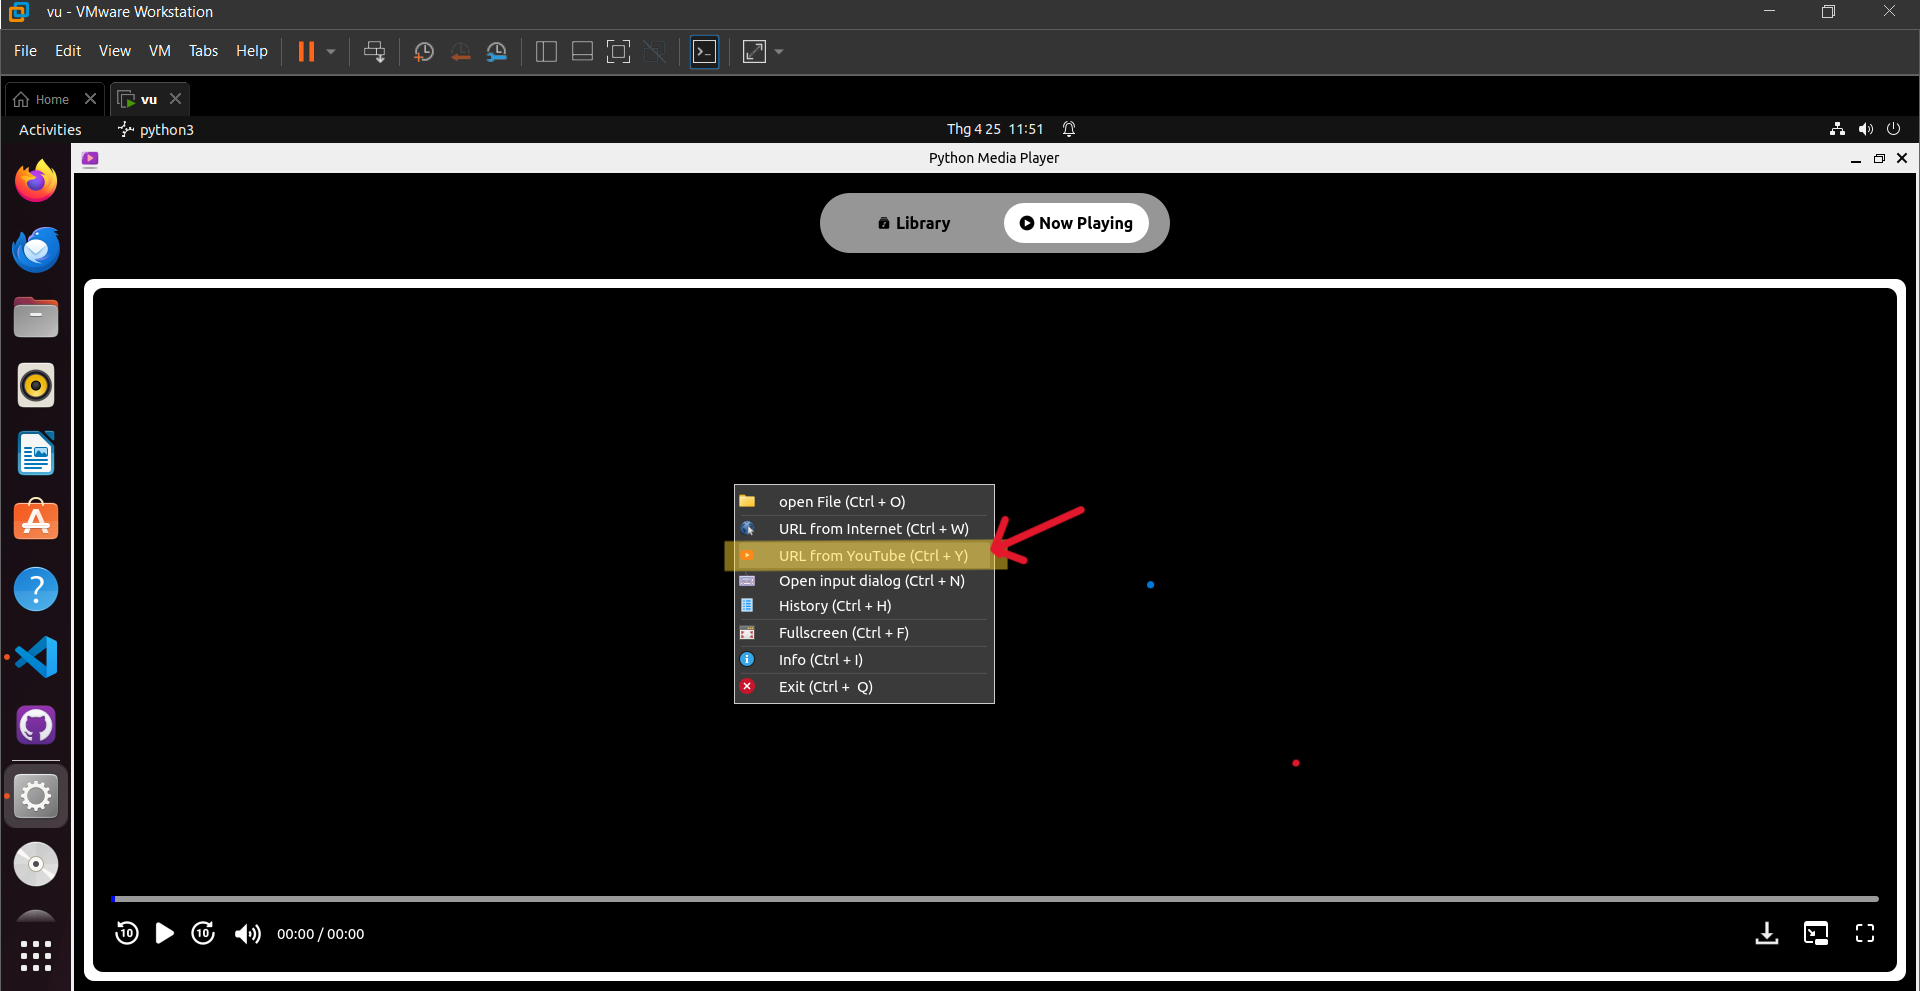 vu - VMware Workstation
File Edit View VM Tabs Help
Home vu
Activities python3 Thg 4 25 11:51
Python Media Player
Library Now Playing
open File (Ctrl + O)
URL from Internet (Ctrl + W)
URL from YouTube (Ctrl + Y)
Open input dialog (Ctrl + N)
History (Ctrl + H)
Fullscreen (Ctrl + F)
Info (Ctrl + I)
Exit (Ctrl +  Q)
10 10 00:00 / 00:00